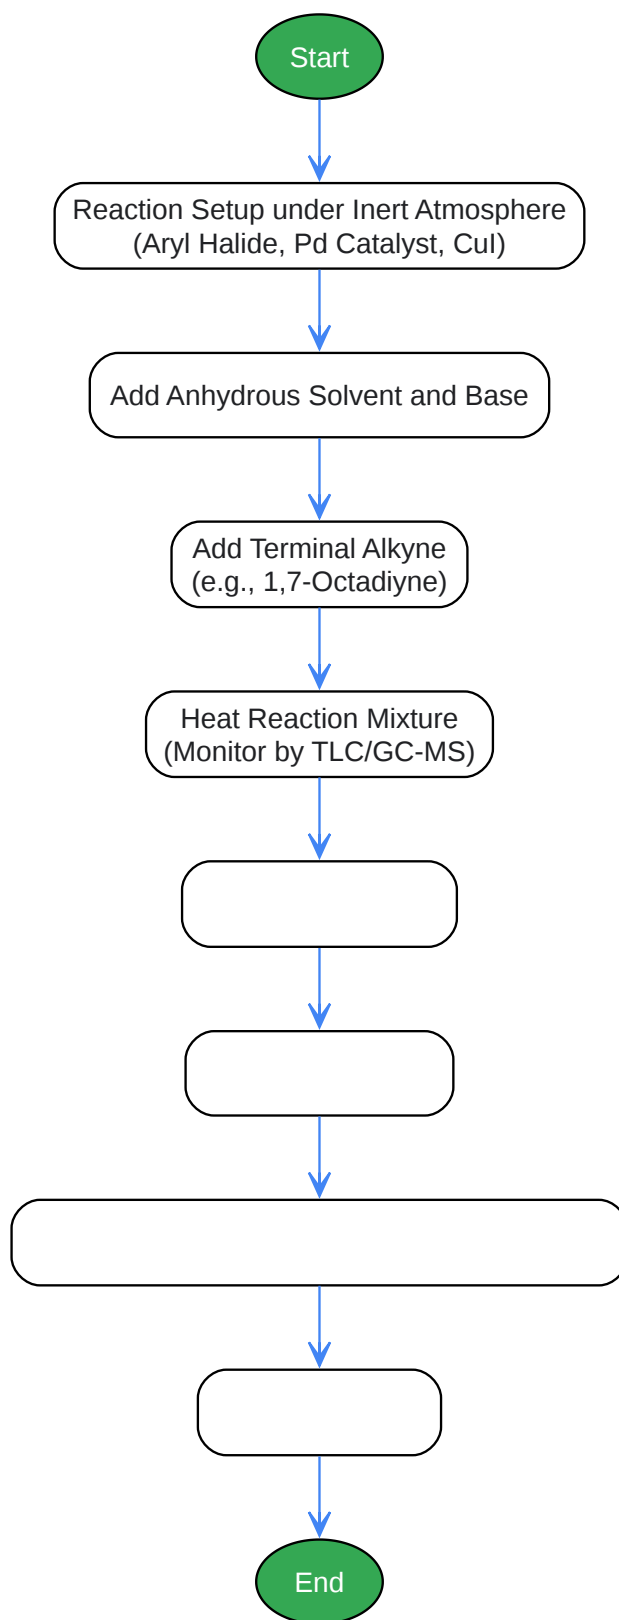 Start
Reaction Setup under Inert Atmosphere
(Aryl Halide, Pd Catalyst, CuI)
Add Anhydrous Solvent and Base
Add Terminal Alkyne
(e.g., 1,7-Octadiyne)
Heat Reaction Mixture
(Monitor by TLC/GC-MS)
End